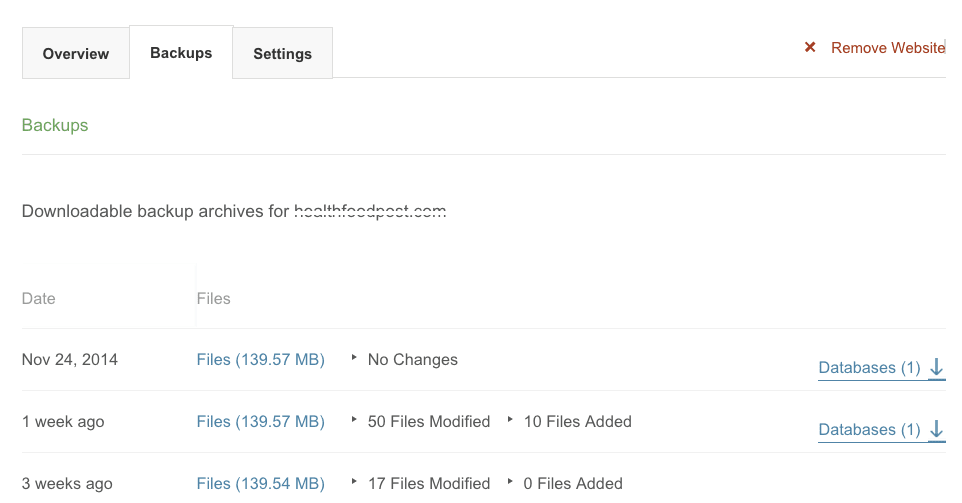 Overview Backups Settings ✕ Remove Website
Backups
Downloadable backup archives for healthfoodpost.com
Date Files
Nov 24, 2014 Files (139.57 MB) ‣ No Changes Databases (1) ↓
1 week ago Files (139.57 MB) ‣ 50 Files Modified ‣ 10 Files Added Databases (1) ↓
3 weeks ago Files (139.54 MB) ‣ 17 Files Modified ‣ 0 Files Added